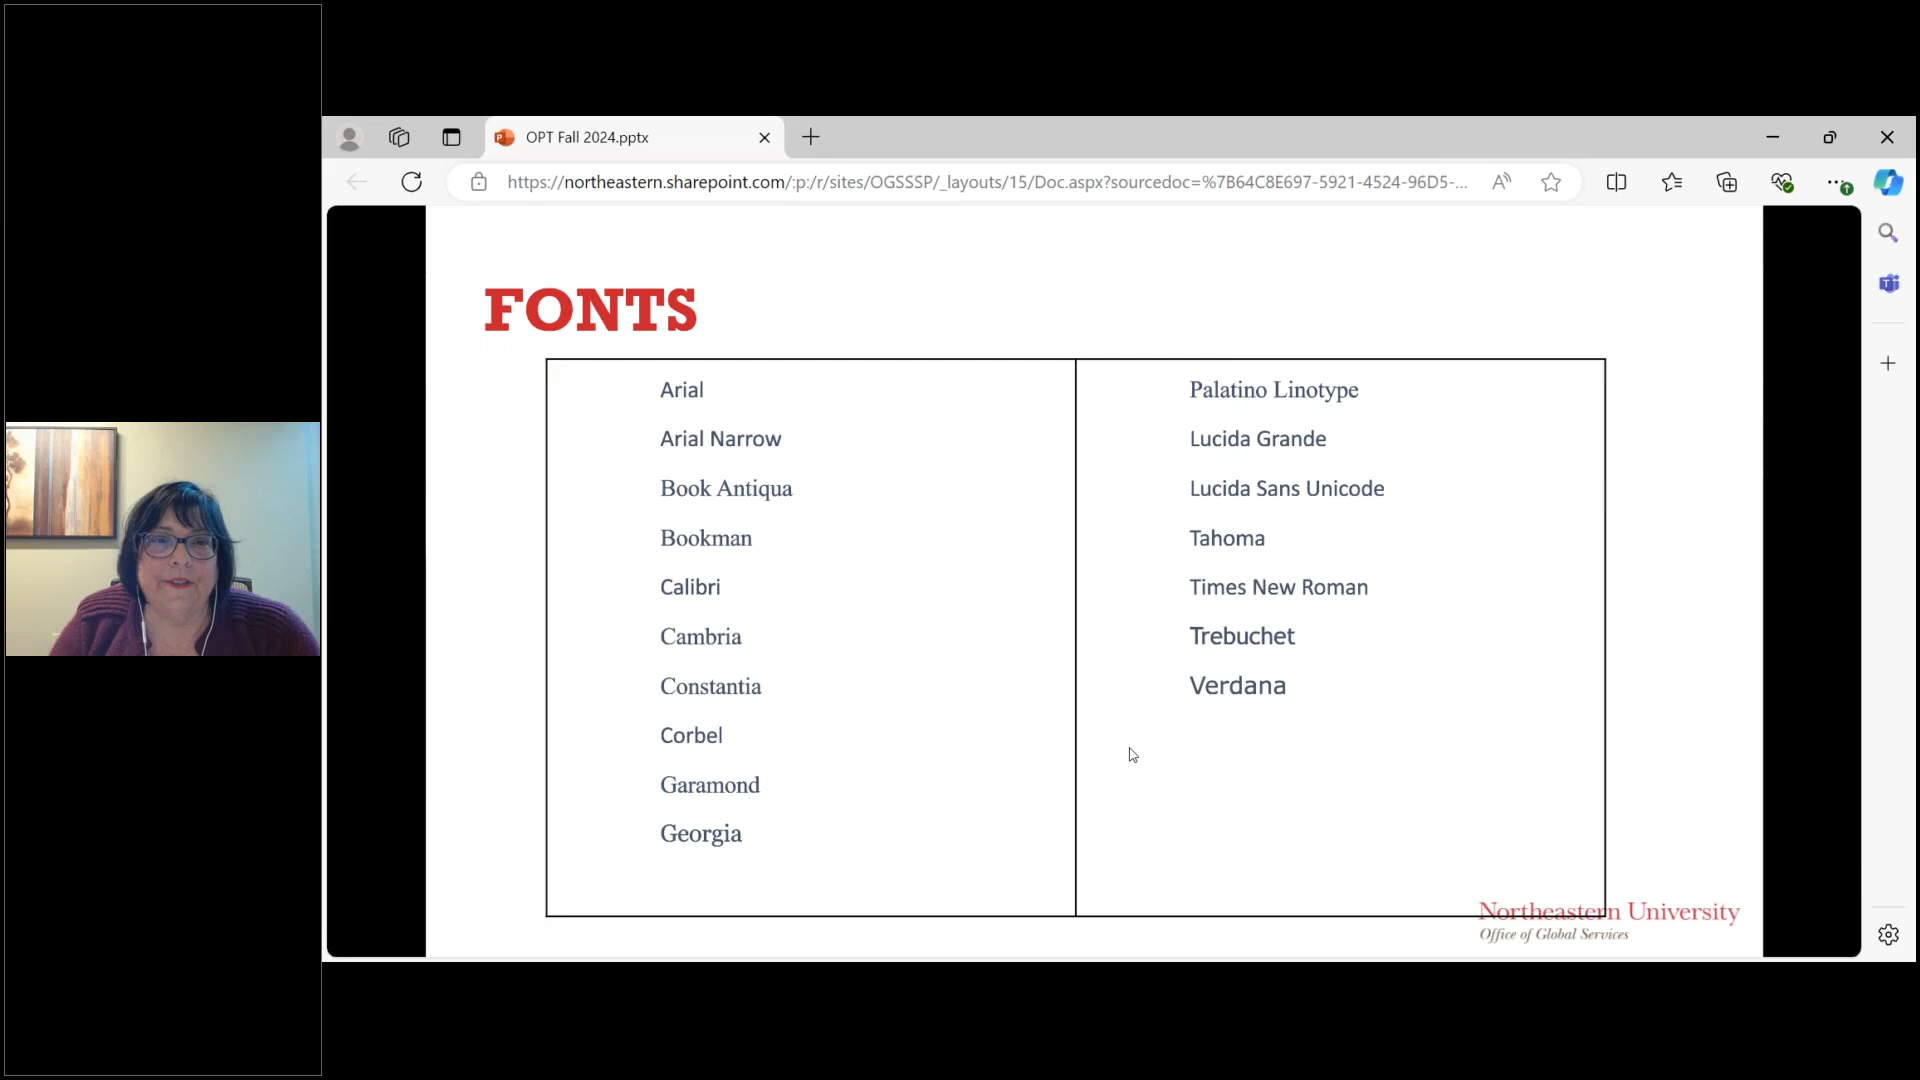 OPT Fall 2024.pptx
https://northeastern.sharepoint.com/:p:/r/sites/OGSSSP/_layouts/15/Doc.aspx?sourcedoc=%7B64C8E697-5921-4524-96D5-...
FONTS
Arial
Arial Narrow
Book Antiqua
Bookman
Calibri
Cambria
Constantia
Corbel
Garamond
Georgia
Palatino Linotype
Lucida Grande
Lucida Sans Unicode
Tahoma
Times New Roman
Trebuchet
Verdana
Northeastern University
Office of Global Services